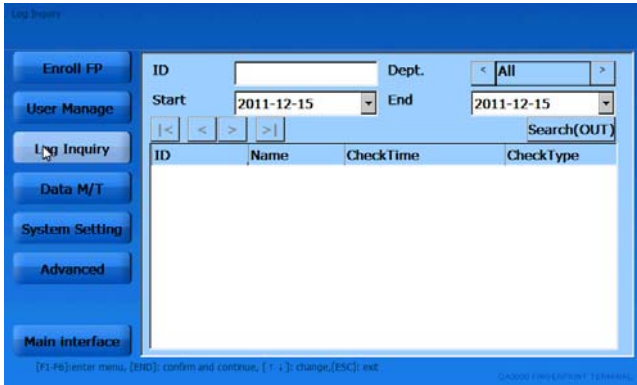 Log Inquiry
Enroll FP
User Manage
Log Inquiry
Data M/T
System Setting
Advanced
Main interface
ID Dept. < All >
Start 2011-12-15 End 2011-12-15
|< < > >| Search(OUT)
ID Name CheckTime CheckType
[F1-F6]:enter menu, [END]: confirm and continue, [ ↑ ↓ ]: change,[ESC]: exit
OA3000 FINGERPRINT TERMINAL